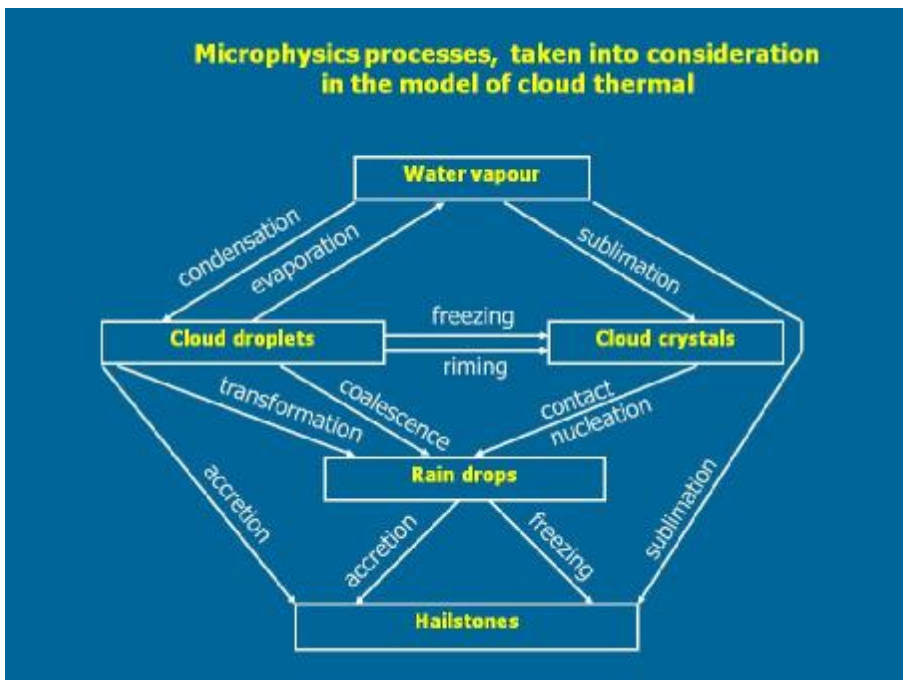 Microphysics processes, taken into consideration
in the model of cloud thermal
Water vapour
condensation
evaporation
sublimation
Cloud droplets
freezing
riming
Cloud crystals
transformation
coalescence
contact
nucleation
accretion
Rain drops
sublimation
accretion
freezing
Hailstones